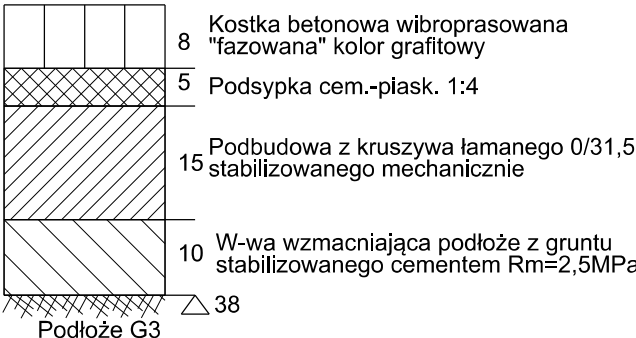 8 Kostka betonowa wibroprasowana
"fazowana" kolor grafitowy
5 Podsypka cem.-piask. 1:4
15 Podbudowa z kruszywa łamanego 0/31,5
stabilizowanego mechanicznie
10 W-wa wzmacniająca podłoże z gruntu
stabilizowanego cementem Rm=2,5MPa
38
Podłoże G3